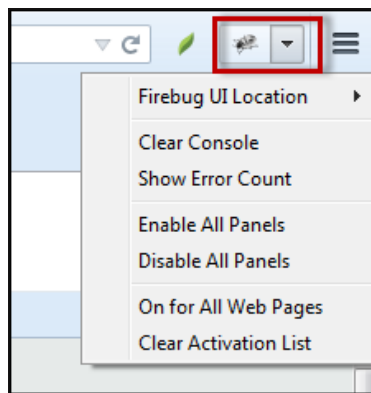 Firebug UI Location
Clear Console
Show Error Count
Enable All Panels
Disable All Panels
On for All Web Pages
Clear Activation List